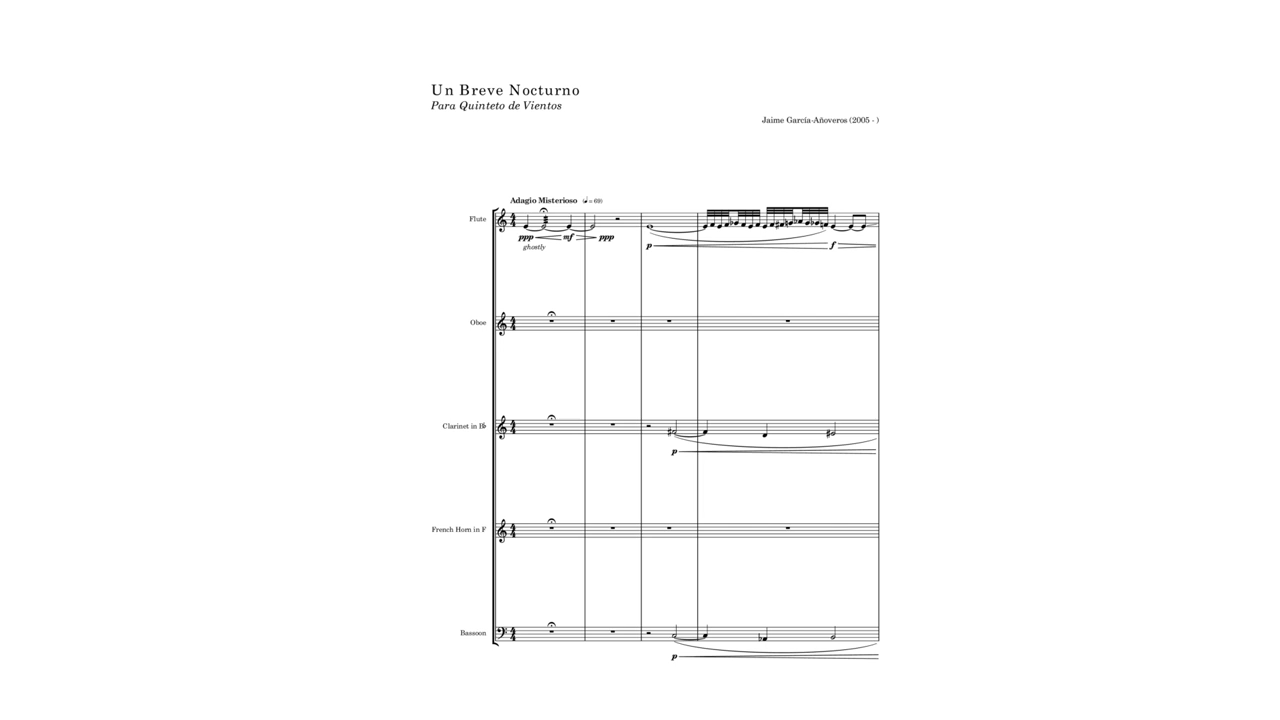 Un Breve Nocturno
Para Quinteto de Vientos
Jaime García-Añoveros (2005 - )
Adagio Misterioso (♩ = 69)
Flute
ppp mf ppp p f
ghostly
Oboe
Clarinet in B♭
p
French Horn in F
Bassoon
p